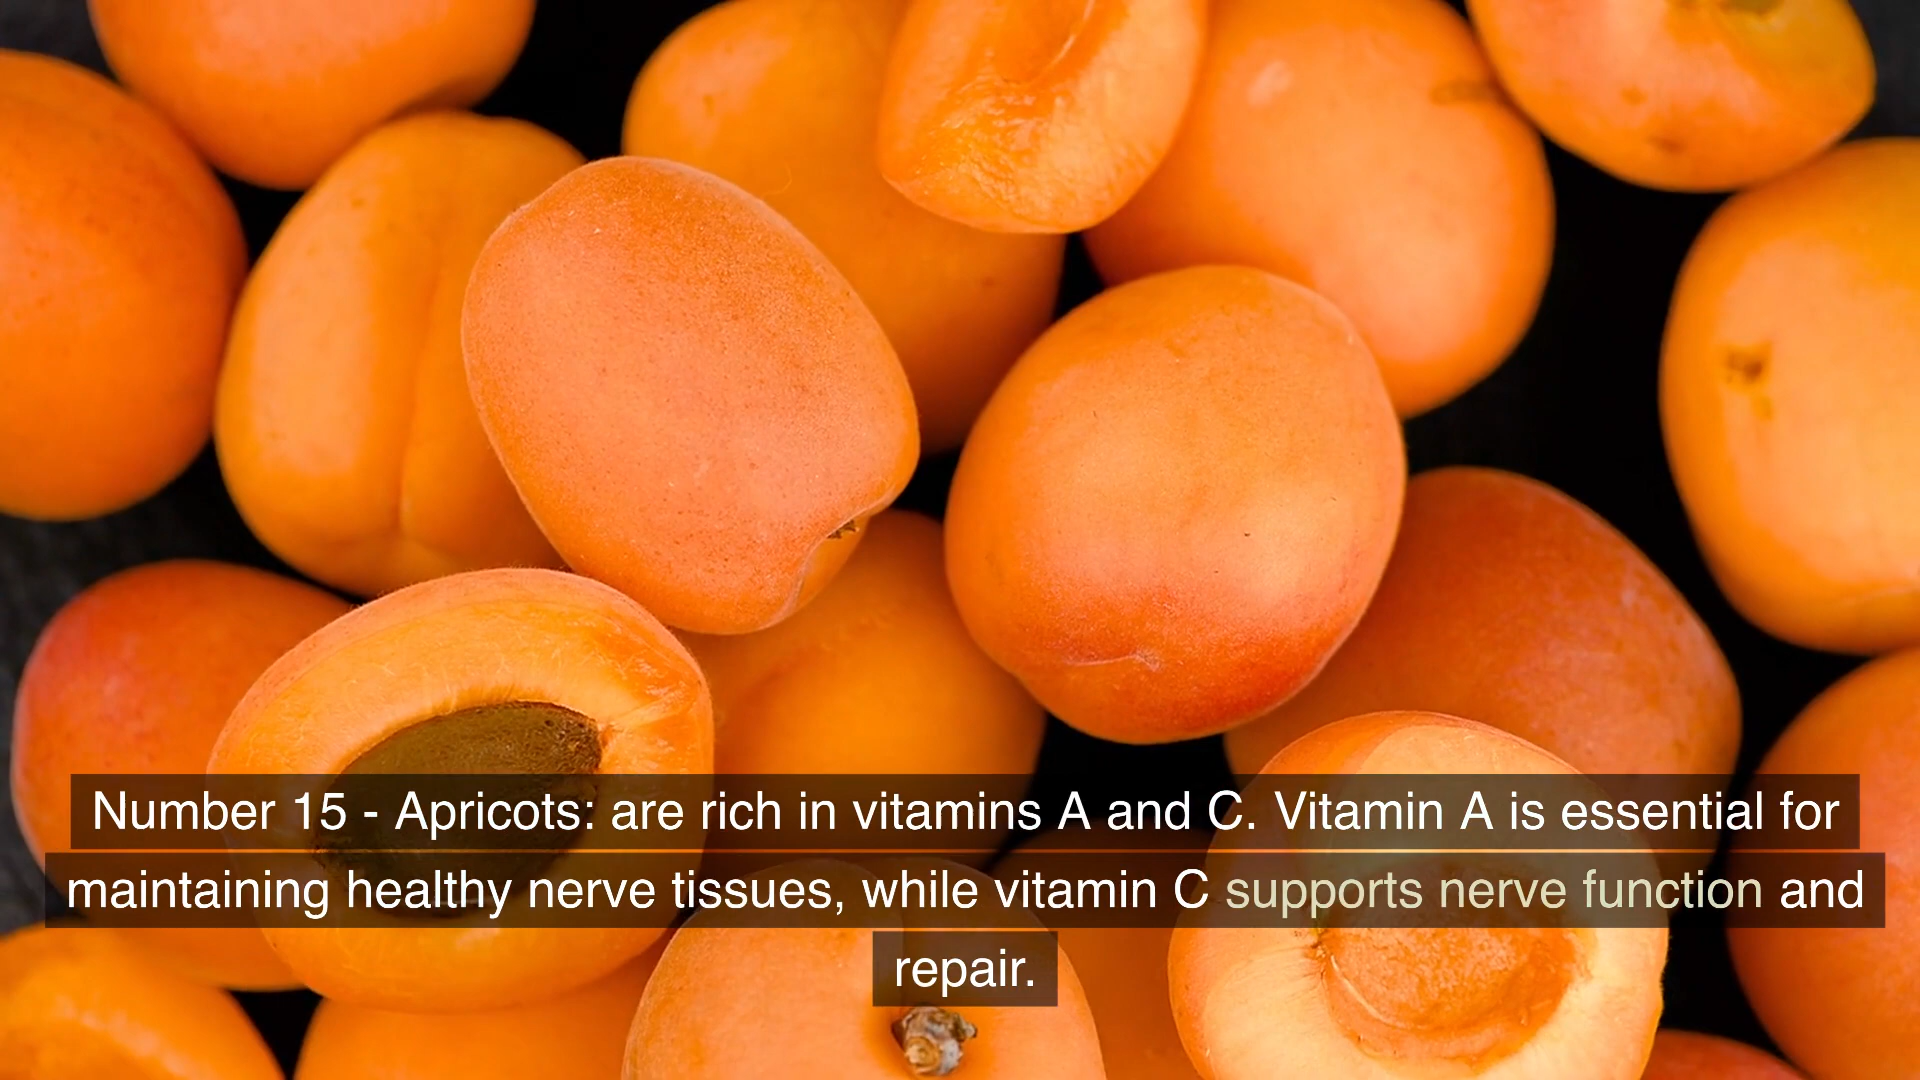 Number 15 - Apricots: are rich in vitamins A and C. Vitamin A is essential for
maintaining healthy nerve tissues, while vitamin C supports nerve function and
repair.